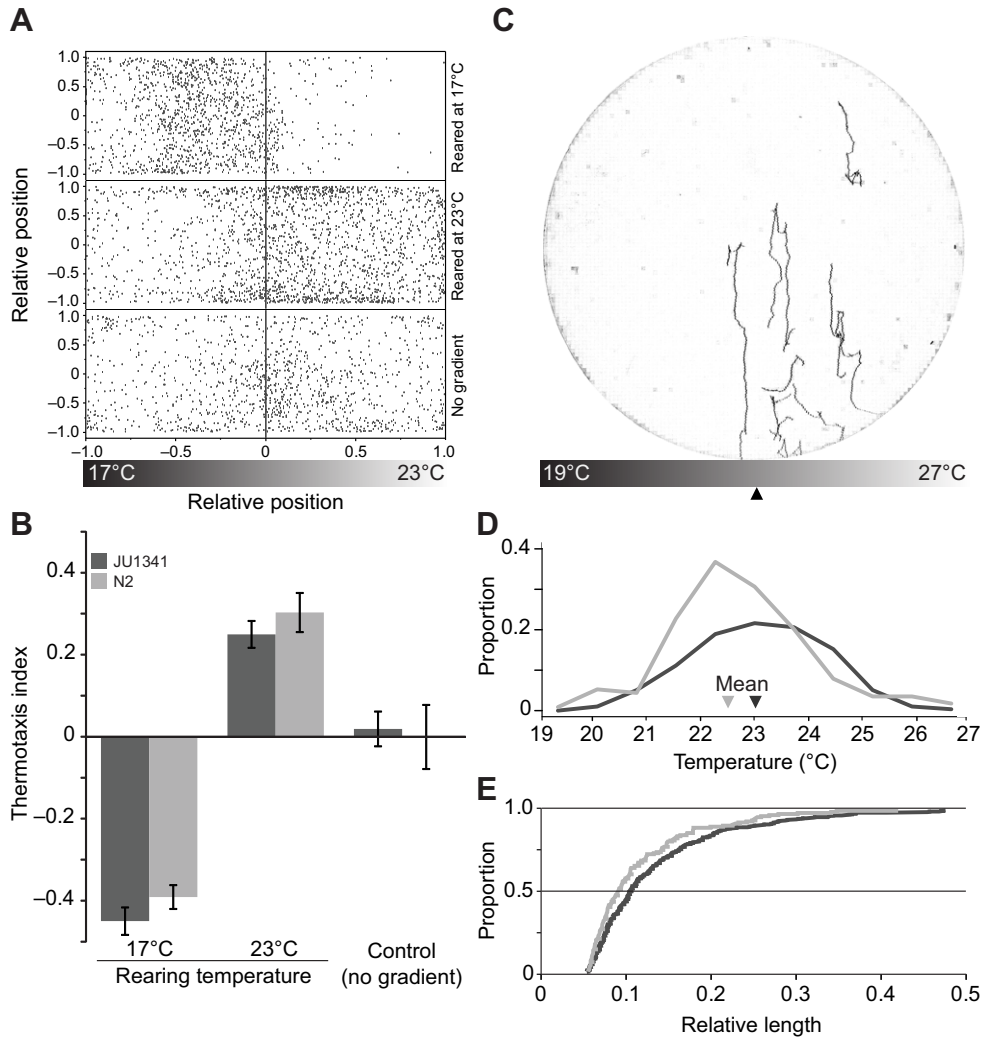 A
Relative position
1.0
0.5
0
–0.5
–1.0
Reared at 17°C
1.0
0.5
0
–0.5
–1.0
Reared at 23°C
1.0
0.5
0
–0.5
–1.0
No gradient
–1.0 –0.5 0 0.5 1.0
17°C 23°C
Relative position
B
Thermotaxis index
JU1341
N2
0.4
0.2
0
–0.2
–0.4
17°C 23°C Control
Rearing temperature (no gradient)
C
19°C 27°C
D
Proportion
0.4
0.2
0
Mean
19 20 21 22 23 24 25 26 27
Temperature (°C)
E
Proportion
1.0
0.5
0
0 0.1 0.2 0.3 0.4 0.5
Relative length